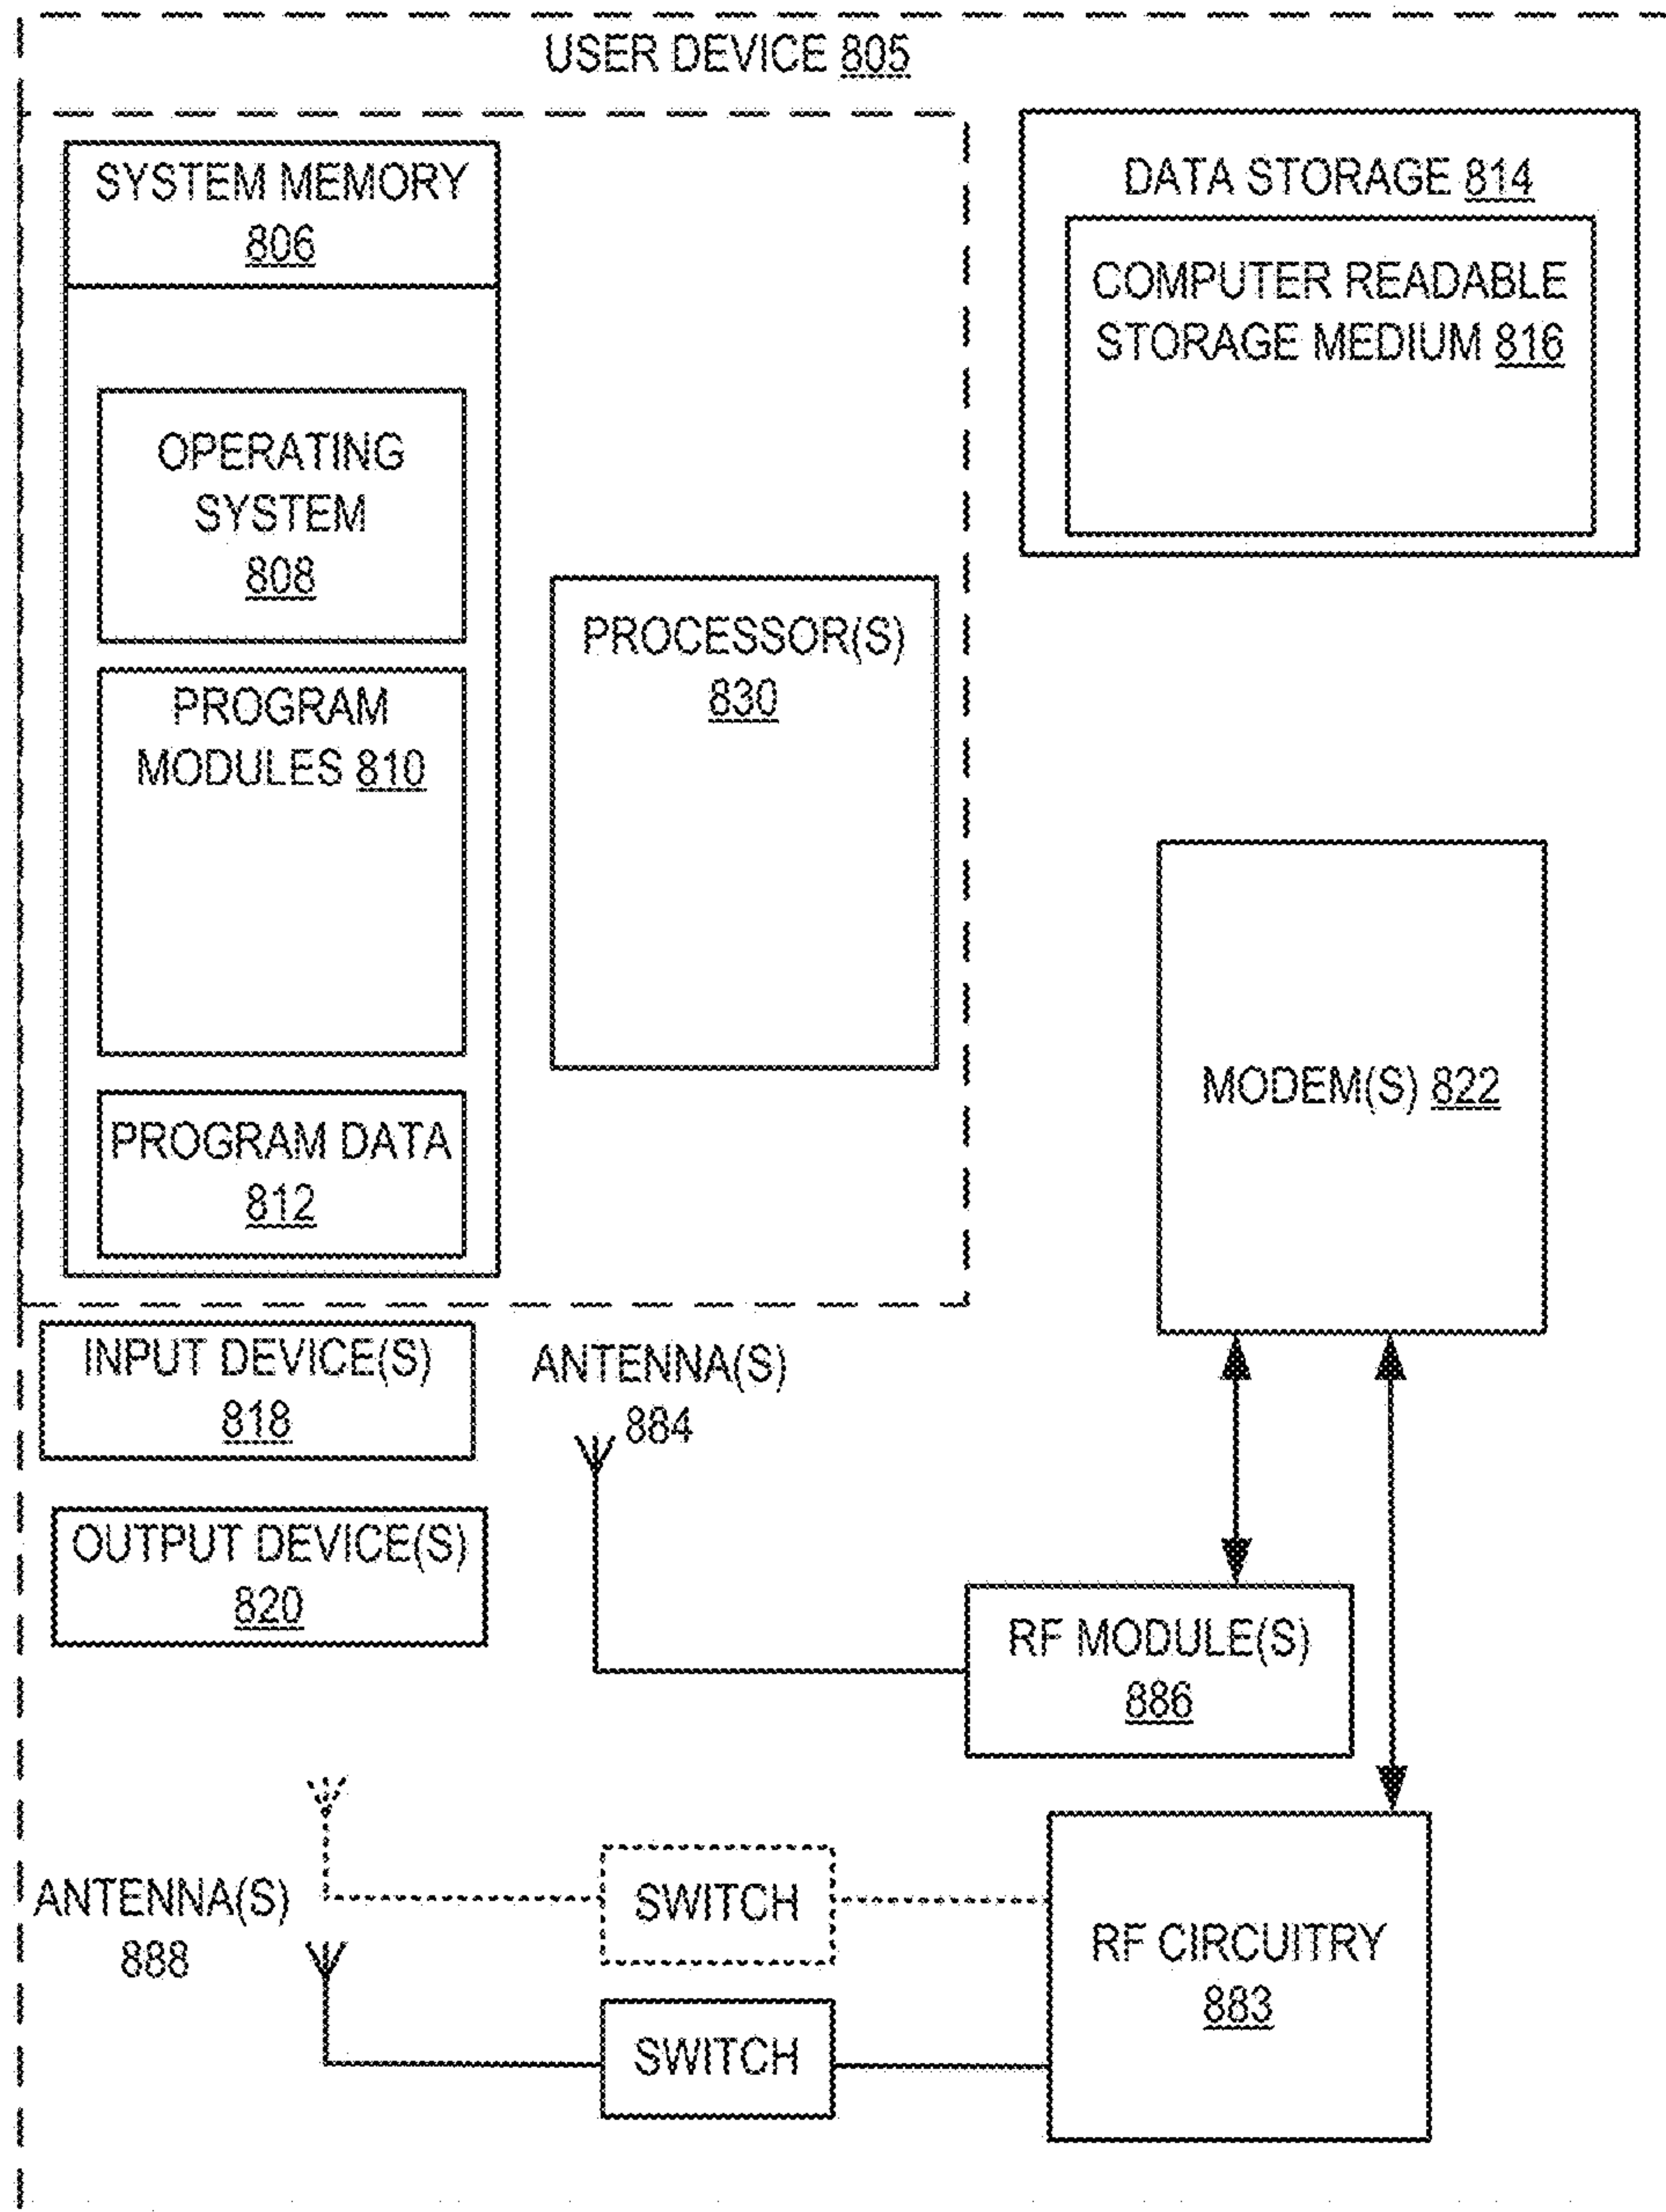 USER DEVICE 805
SYSTEM MEMORY
806
OPERATING
SYSTEM
808
PROGRAM
MODULES 810
PROGRAM DATA
812
PROCESSOR(S)
830
DATA STORAGE 814
COMPUTER READABLE
STORAGE MEDIUM 816
MODEM(S) 822
INPUT DEVICE(S)
818
OUTPUT DEVICE(S)
820
ANTENNA(S)
884
RF MODULE(S)
886
ANTENNA(S)
888
SWITCH
SWITCH
RF CIRCUITRY
883